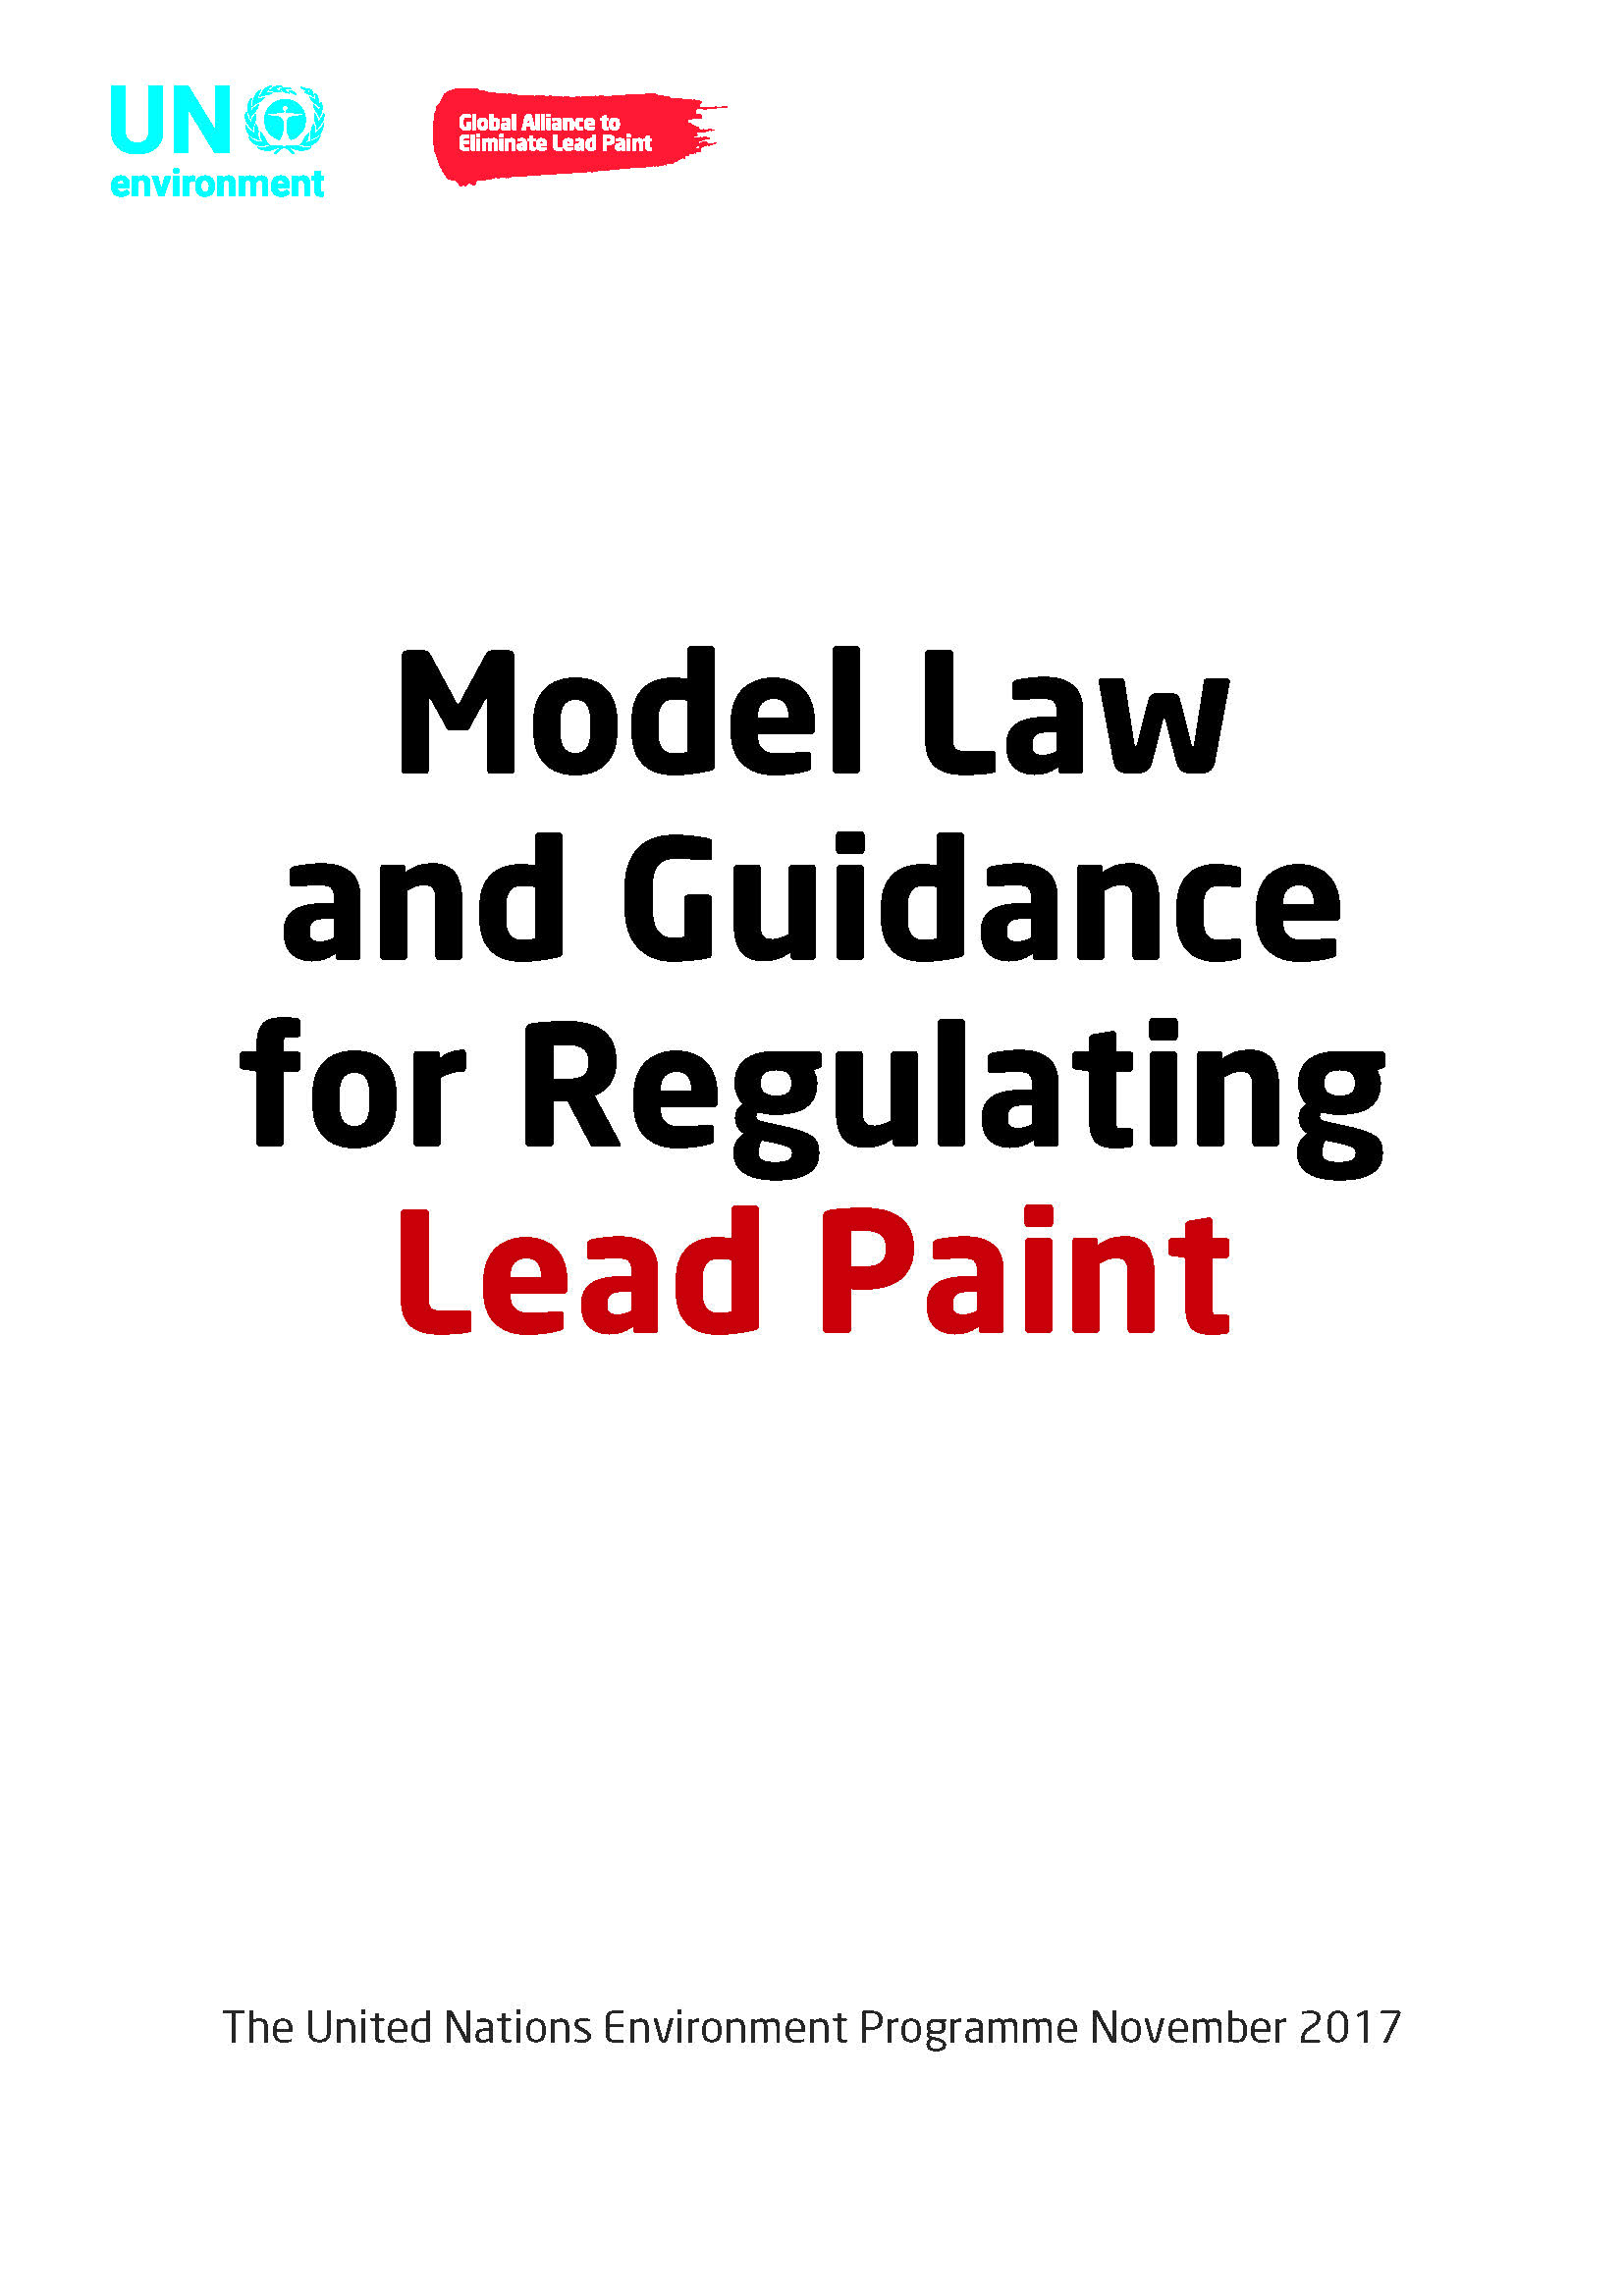 UN
environment
Global Alliance to
Eliminate Lead Paint
Model Law
and Guidance
for Regulating
Lead Paint
The United Nations Environment Programme November 2017